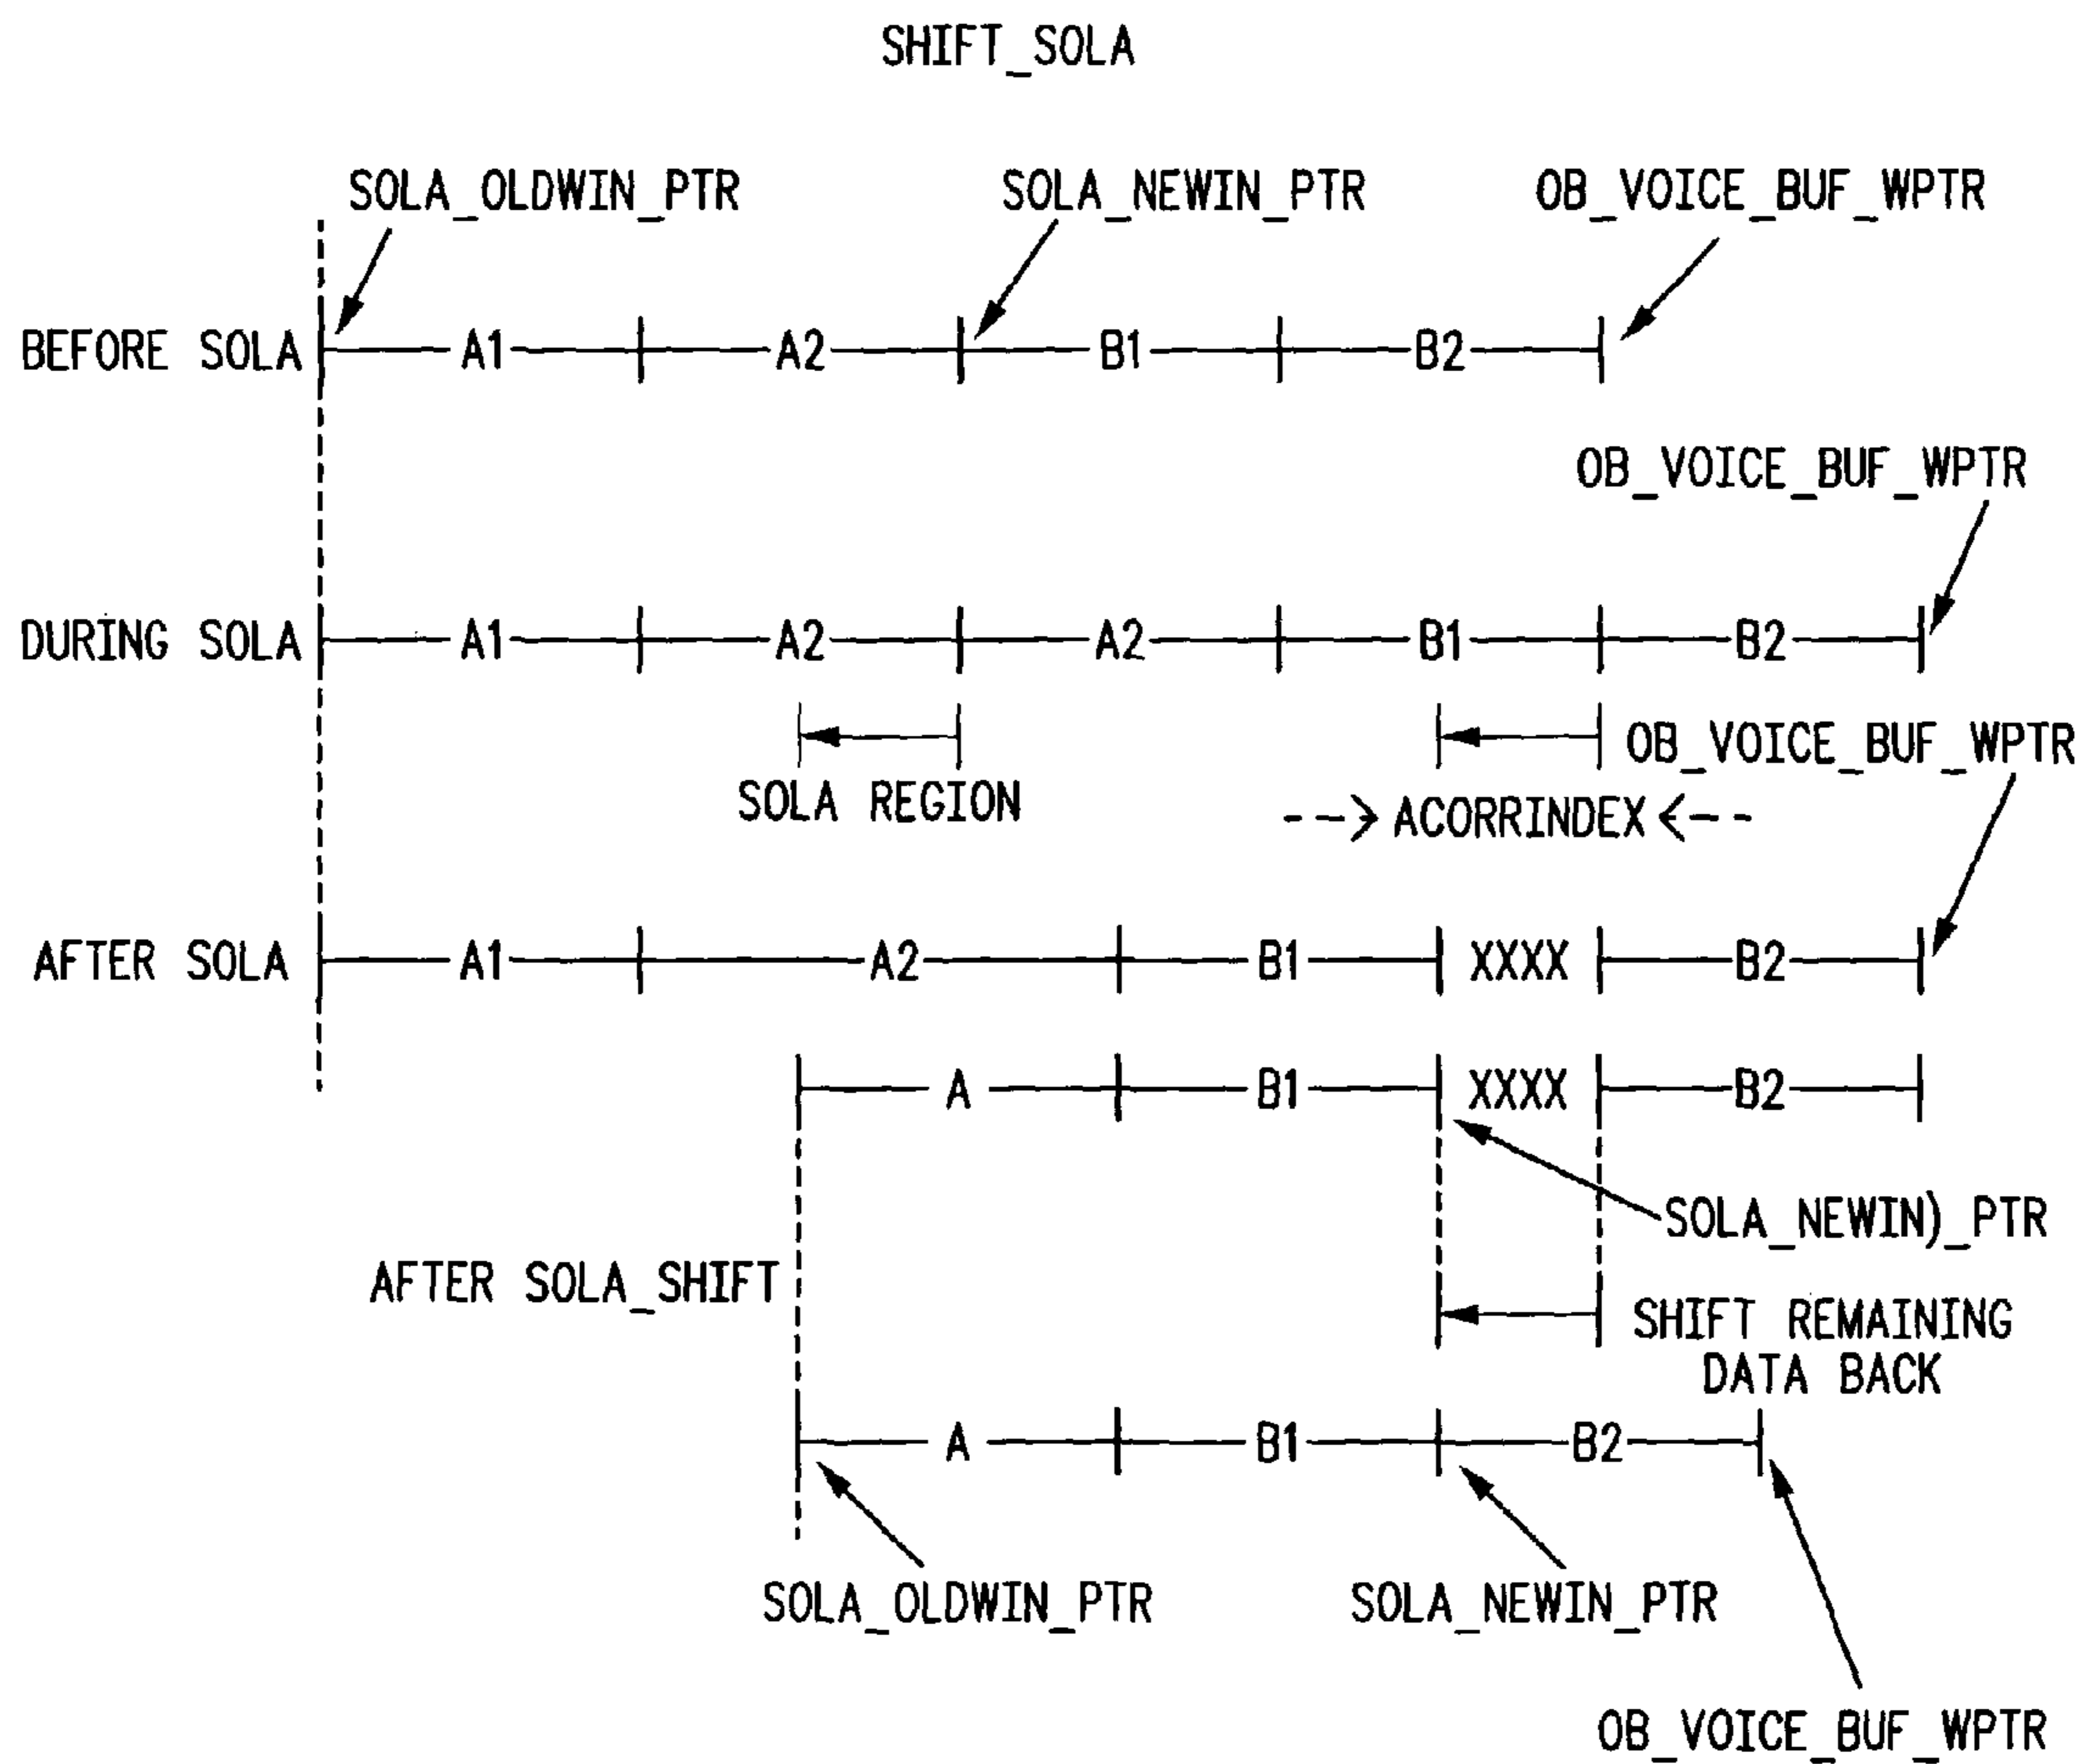 SHIFT_SOLA
SOLA_OLDWIN_PTR SOLA_NEWIN_PTR OB_VOICE_BUF_WPTR
BEFORE SOLA A1 A2 B1 B2
OB_VOICE_BUF_WPTR
DURING SOLA A1 A2 A2 B1 B2
OB_VOICE_BUF_WPTR
SOLA REGION -->ACORRINDEX<--
AFTER SOLA A1 A2 B1 XXXX B2
A B1 XXXX B2
SOLA_NEWIN)_PTR
AFTER SOLA_SHIFT
SHIFT REMAINING
DATA BACK
A B1 B2
SOLA_OLDWIN_PTR SOLA_NEWIN_PTR
OB_VOICE_BUF_WPTR